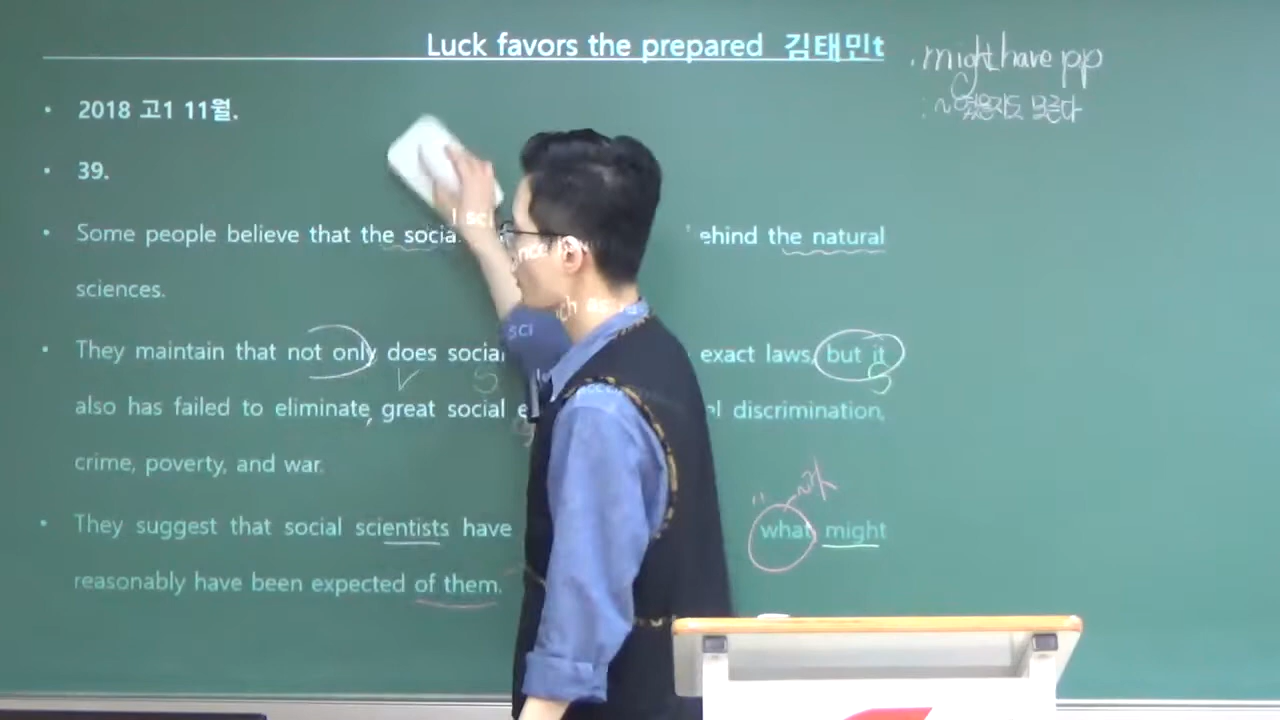 Luck favors the prepared 김태민t
. might have pp
: ~ 였을지도 모른다
• 2018 고1 11월.
• 39.
• Some people believe that the social ehind the natural
sciences.
• They maintain that not only does social exact laws, but it
V S S
also has failed to eliminate, great social e l discrimination,
crime, poverty, and war.
• They suggest that social scientists have what might
reasonably have been expected of them.